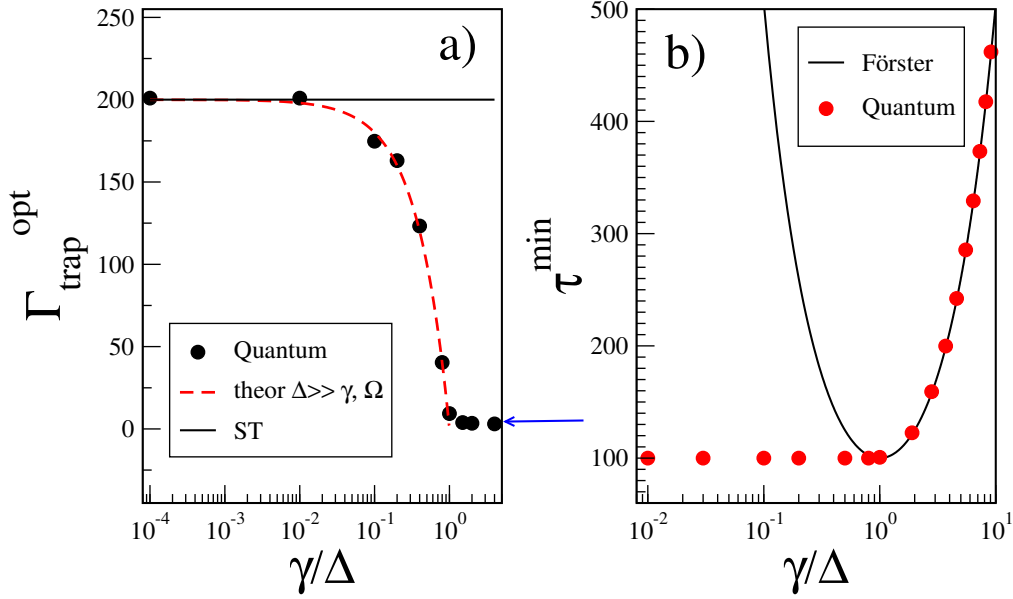 a)
250
200
150
100
50
0
Γ_trap^opt
Quantum
theor Δ>> γ, Ω
ST
10^-4
10^-3
10^-2
10^-1
10^0
γ/Δ
b)
500
400
300
200
100
τ^min
Förster
Quantum
10^-2
10^-1
10^0
10^1
γ/Δ